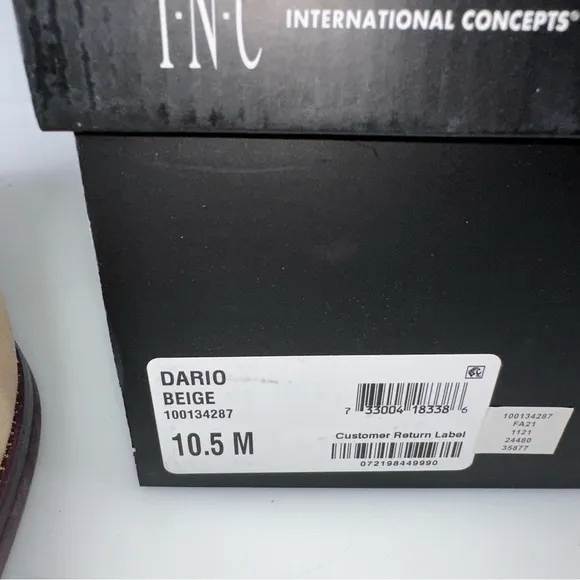 I·N·C INTERNATIONAL CONCEPTS®
DARIO
BEIGE
100134287
10.5 M
7 33004 18338 6
Customer Return Label
072198449990
100134287
FA21
1121
24480
35877